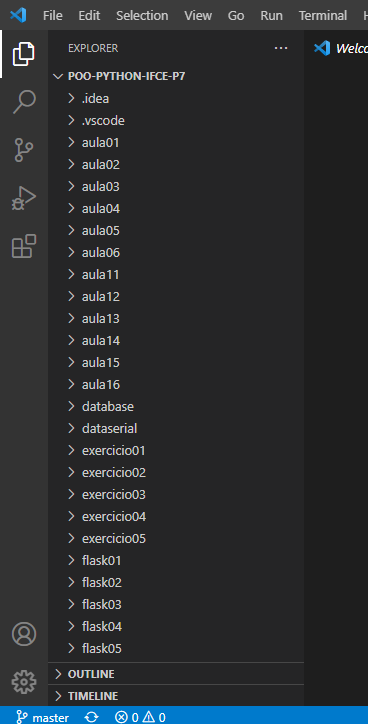 File Edit Selection View Go Run Terminal
EXPLORER
Welco
POO-PYTHON-IFCE-P7
.idea
.vscode
aula01
aula02
aula03
aula04
aula05
aula06
aula11
aula12
aula13
aula14
aula15
aula16
database
dataserial
exercicio01
exercicio02
exercicio03
exercicio04
exercicio05
flask01
flask02
flask03
flask04
flask05
OUTLINE
TIMELINE
master 0 0